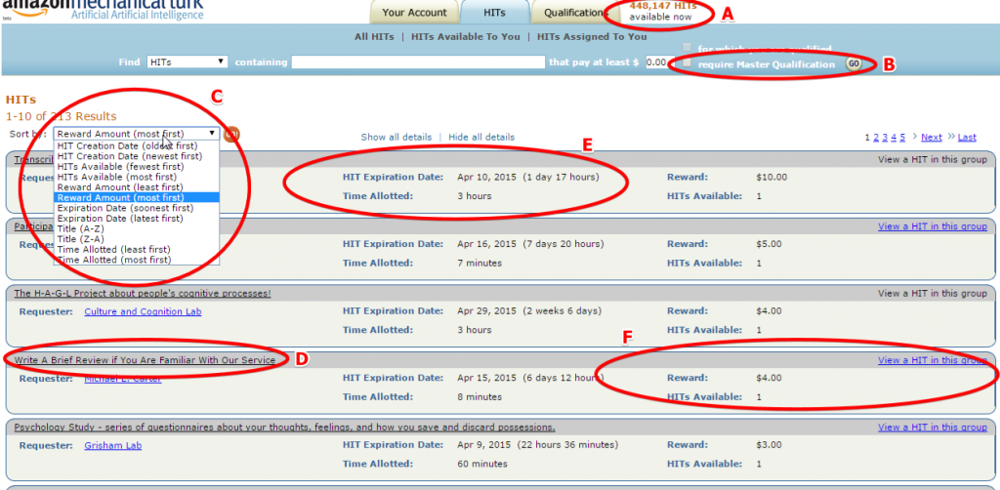 amazonmechanical turk
beta
Artificial Artificial Intelligence
Your Account
HITs
Qualifications
448,147 HITs
available now
A
All HITs | HITs Available To You | HITs Assigned To You
Find HITs containing that pay at least $ 0.00
for which you are qualified
require Master Qualification GO
B
C
HITs
1-10 of 213 Results
Sort by: Reward Amount (most first) GO!
Show all details | Hide all details
1 2 3 4 5 > Next >> Last
HIT Creation Date (oldest first)
HIT Creation Date (newest first)
HITs Available (fewest first)
HITs Available (most first)
Reward Amount (least first)
Reward Amount (most first)
Expiration Date (soonest first)
Expiration Date (latest first)
Title (A-Z)
Title (Z-A)
Time Allotted (least first)
Time Allotted (most first)
E
View a HIT in this group
HIT Expiration Date: Apr 10, 2015 (1 day 17 hours) Reward: $10.00
Time Allotted: 3 hours HITs Available: 1
View a HIT in this group
HIT Expiration Date: Apr 16, 2015 (7 days 20 hours) Reward: $5.00
Time Allotted: 7 minutes HITs Available: 1
The H-A-G-L Project about people's cognitive processes! View a HIT in this group
Requester: Culture and Cognition Lab HIT Expiration Date: Apr 29, 2015 (2 weeks 6 days) Reward: $4.00
Time Allotted: 3 hours HITs Available: 1
F
Write A Brief Review if You Are Familiar With Our Service D View a HIT in this group
Requester: Michael E. Carter HIT Expiration Date: Apr 15, 2015 (6 days 12 hours) Reward: $4.00
Time Allotted: 8 minutes HITs Available: 1
Psychology Study - series of questionnaires about your thoughts, feelings, and how you save and discard possessions. View a HIT in this group
Requester: Grisham Lab HIT Expiration Date: Apr 9, 2015 (22 hours 36 minutes) Reward: $3.00
Time Allotted: 60 minutes HITs Available: 1